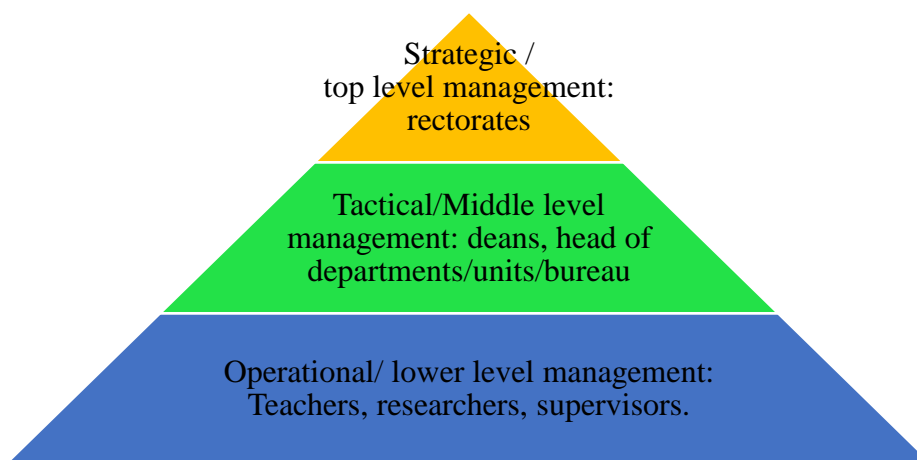 Strategic /
top level management:
rectorates
Tactical/Middle level
management: deans, head of
departments/units/bureau
Operational/ lower level management:
Teachers, researchers, supervisors.